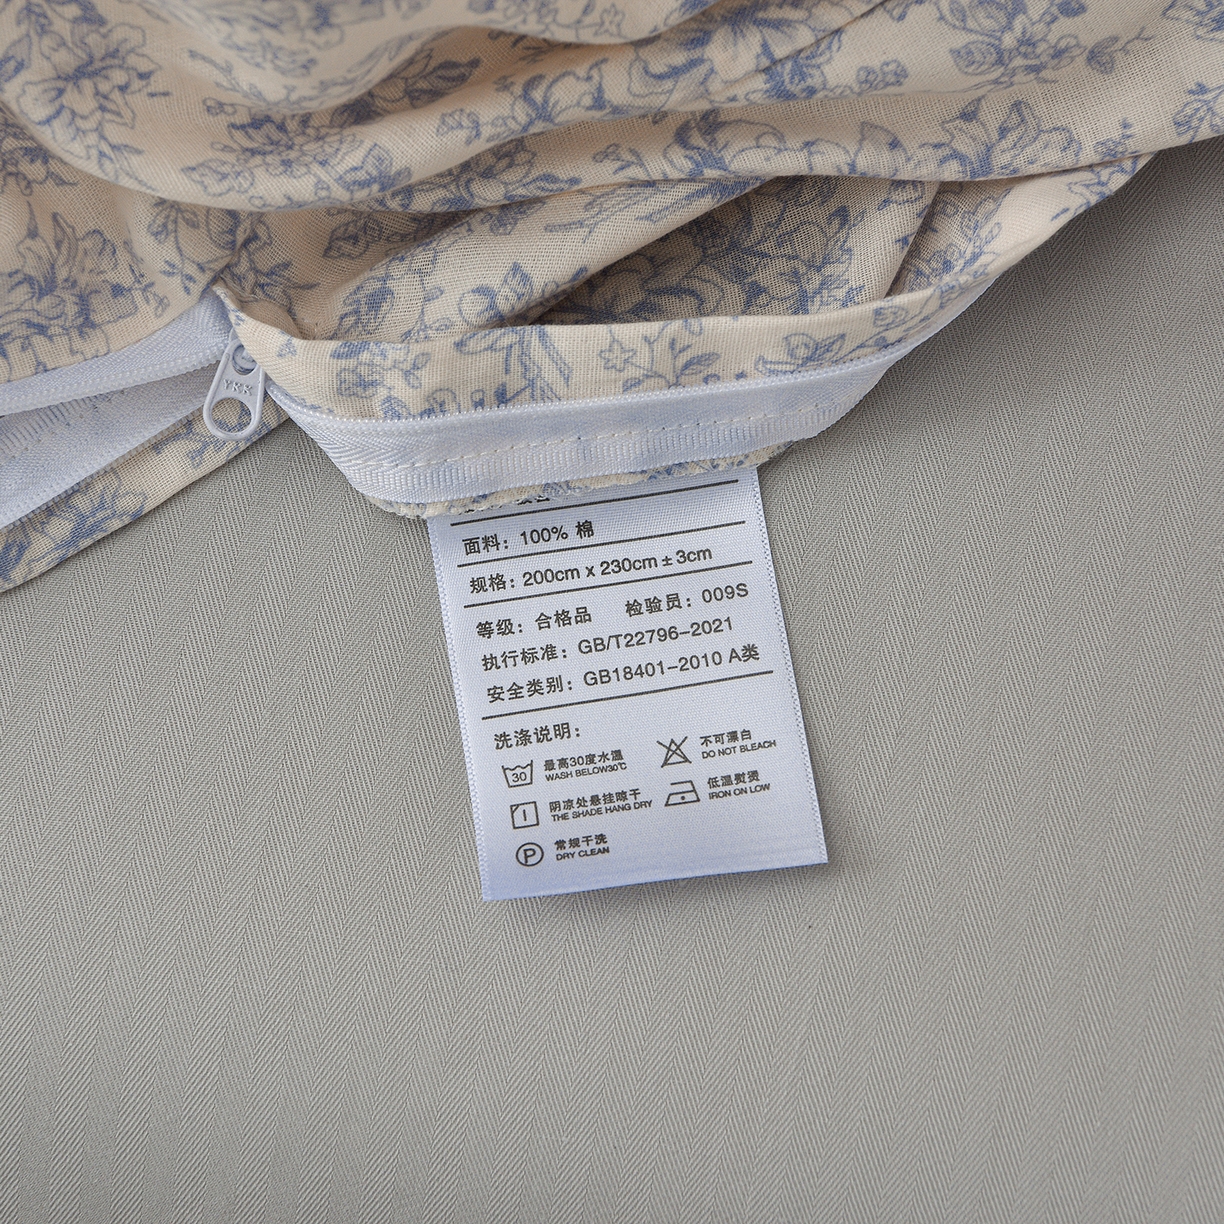 YKK
面料：100% 棉
规格：200cm x 230cm ± 3cm
等级：合格品 检验员：009S
执行标准：GB/T22796-2021
安全类别：GB18401-2010 A类
洗涤说明：
30 最高30度水温
WASH BELOW30℃
不可漂白
DO NOT BLEACH
阴凉处悬挂晾干
THE SHADE HANG DRY
低温熨烫
IRON ON LOW
P 常规干洗
DRY CLEAN